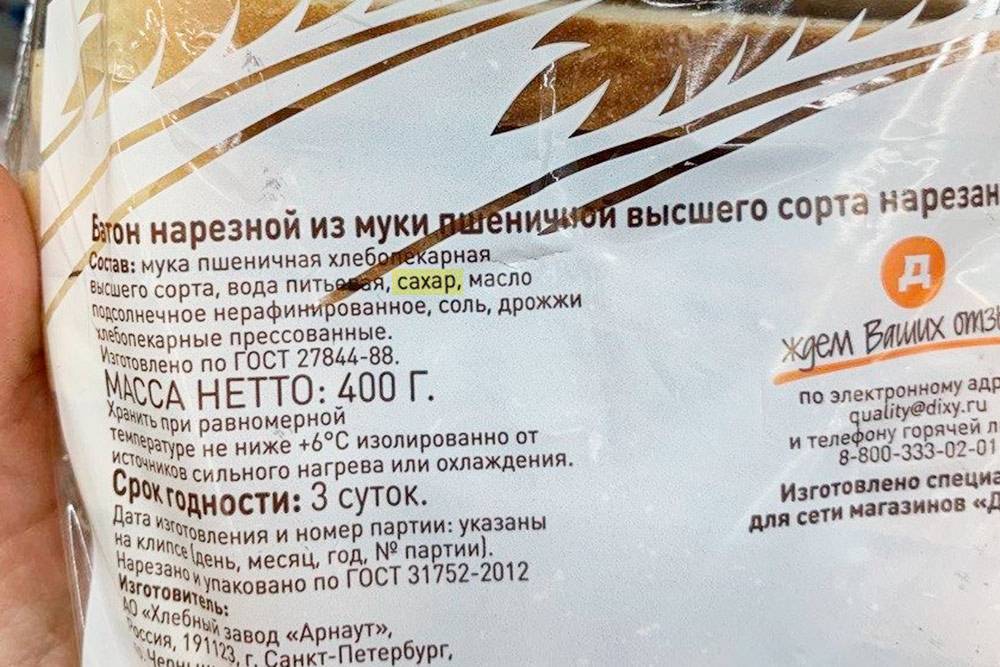 Батон нарезной из муки пшеничной высшего сорта нарезан
Состав: мука пшеничная хлебопекарная
высшего сорта, вода питьевая, сахар, масло
подсолнечное нерафинированное, соль, дрожжи
хлебопекарные прессованные.
Изготовлено по ГОСТ 27844-88.
МАССА НЕТТО: 400 Г.
Хранить при равномерной
температуре не ниже +6°С изолированно от
источников сильного нагрева или охлаждения.
Срок годности: 3 суток.
Дата изготовления и номер партии: указаны
на клипсе (день, месяц, год, № партии).
Нарезано и упаковано по ГОСТ 31752-2012
Изготовитель:
АО «Хлебный завод «Арнаут»,
Россия, 191123, г. Санкт-Петербург,
Д
ждем Ваших отзы
по электронному адр
quality@dixy.ru
и телефону горячей л
8-800-333-02-01
Изготовлено специа
для сети магазинов «Д